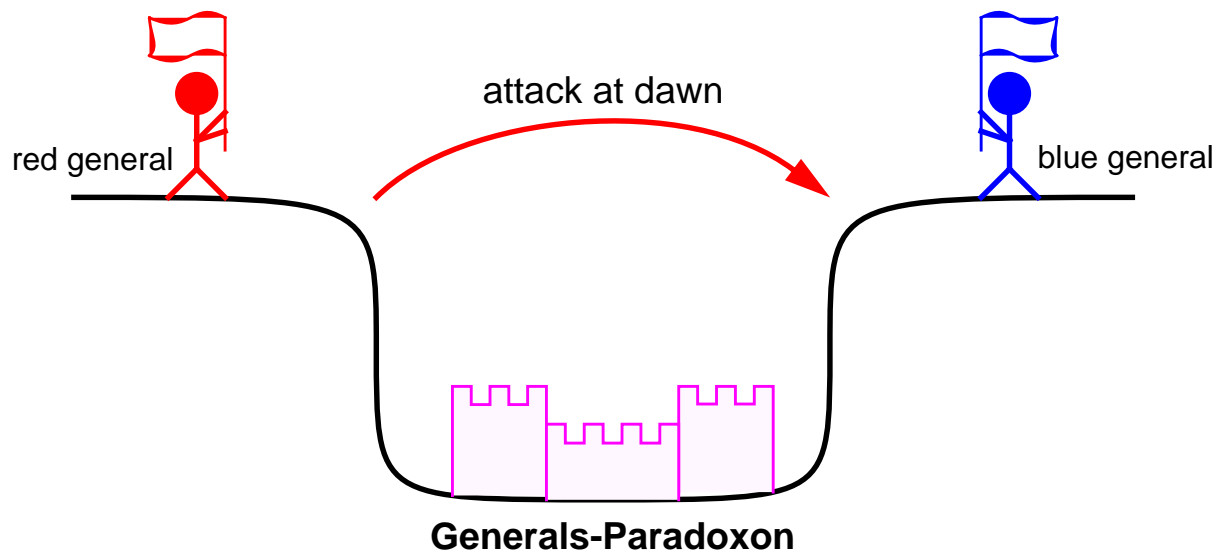 attack at dawn
red general
blue general
Generals-Paradoxon